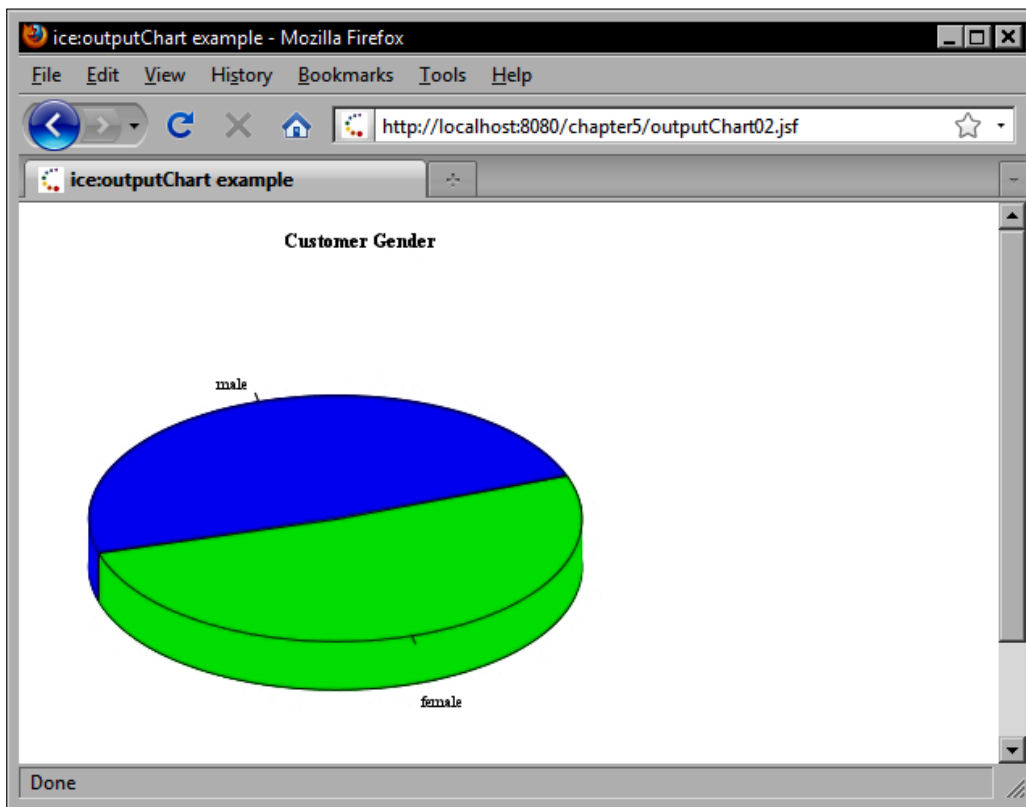 ice:outputChart example - Mozilla Firefox
File Edit View History Bookmarks Tools Help
http://localhost:8080/chapter5/outputChart02.jsf
ice:outputChart example
Customer Gender
male
female
Done